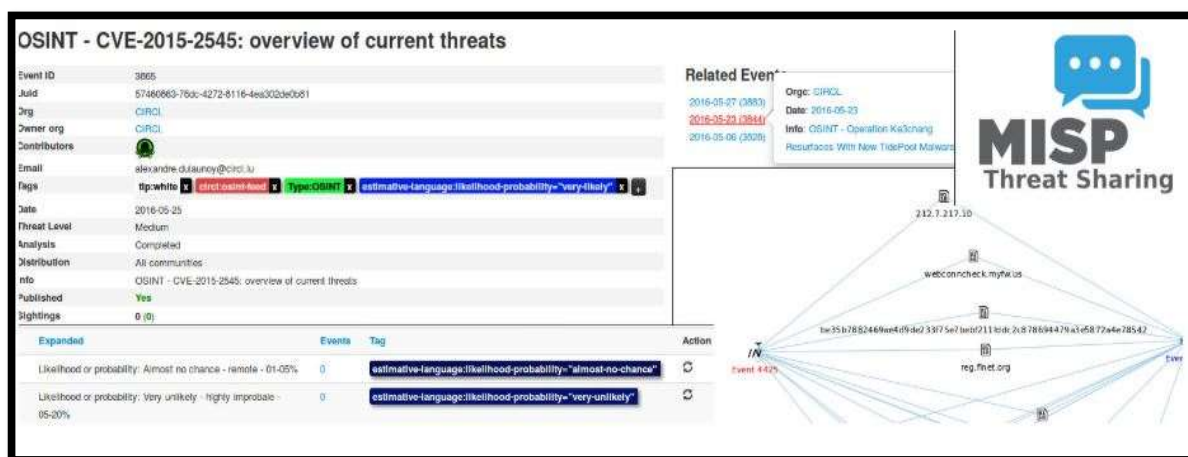 OSINT - CVE-2015-2545: overview of current threats
Event ID 3865
Uuid
Org CIRCL
Owner org CIRCL
Contributors
Email alexandre.dulaunoy@circl.lu
Tags tlp:white x circl:osint-feed x Type:OSINT x estimative-language:likelihood-probability="very-likely" x +
Date 2016-05-25
Threat Level Medium
Analysis Completed
Distribution All communities
Info OSINT - CVE-2015-2545: overview of current threats
Published Yes
Sightings 0 (0)
Related Events
2016-05-27 (3883)
2016-05-23 (3844)
2016-05-06 (3828)
Orgc: CIRCL
Date: 2016-05-23
Info: OSINT - Operation Ke3chang
Resurfaces With New TidePool Malware
MISP
Threat Sharing
Expanded Events Tag Action
Likelihood or probability: Almost no chance - remote - 01-05% 0 estimative-language:likelihood-probability="almost-no-chance"
Likelihood or probability: Very unlikely - highly improbable - 0 estimative-language:likelihood-probability="very-unlikely"
05-20%
212.7.217.10
webconncheck.myfw.us
reg.flnet.org
Event 4425